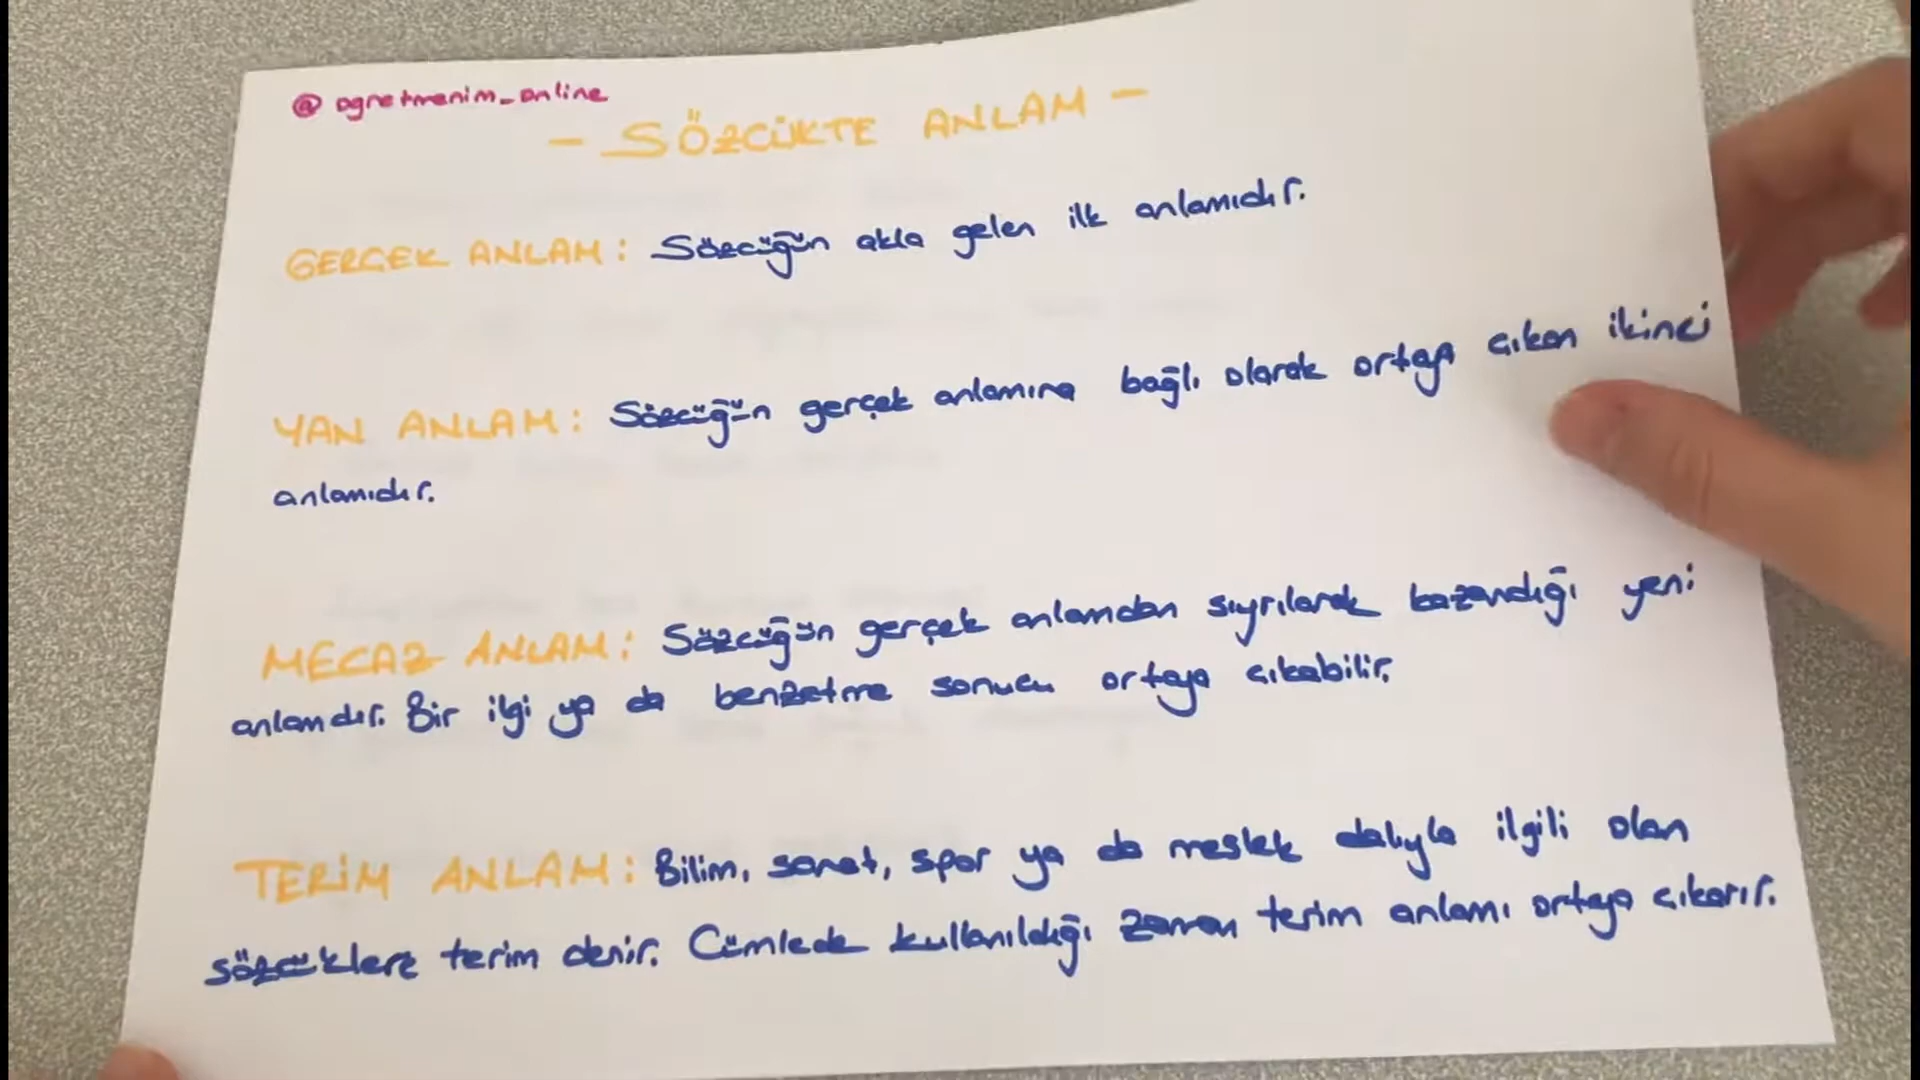 @ ogretmenim_online
- SÖZCÜKTE ANLAM -
GERÇEK ANLAM: Sözcüğün akla gelen ilk anlamıdır.
YAN ANLAM: Sözcüğün gerçek anlamına bağlı olarak ortaya çıkan ikinci
anlamıdır.
MECAZ ANLAM: Sözcüğün gerçek anlamdan sıyrılarak kazandığı yeni
anlamdır. Bir ilgi ya da benzetme sonucu ortaya çıkabilir.
TERİM ANLAM: Bilim, sanat, spor ya da meslek dalıyla ilgili olan
sözcüklere terim denir. Cümlede kullanıldığı zaman terim anlamı ortaya çıkarır.